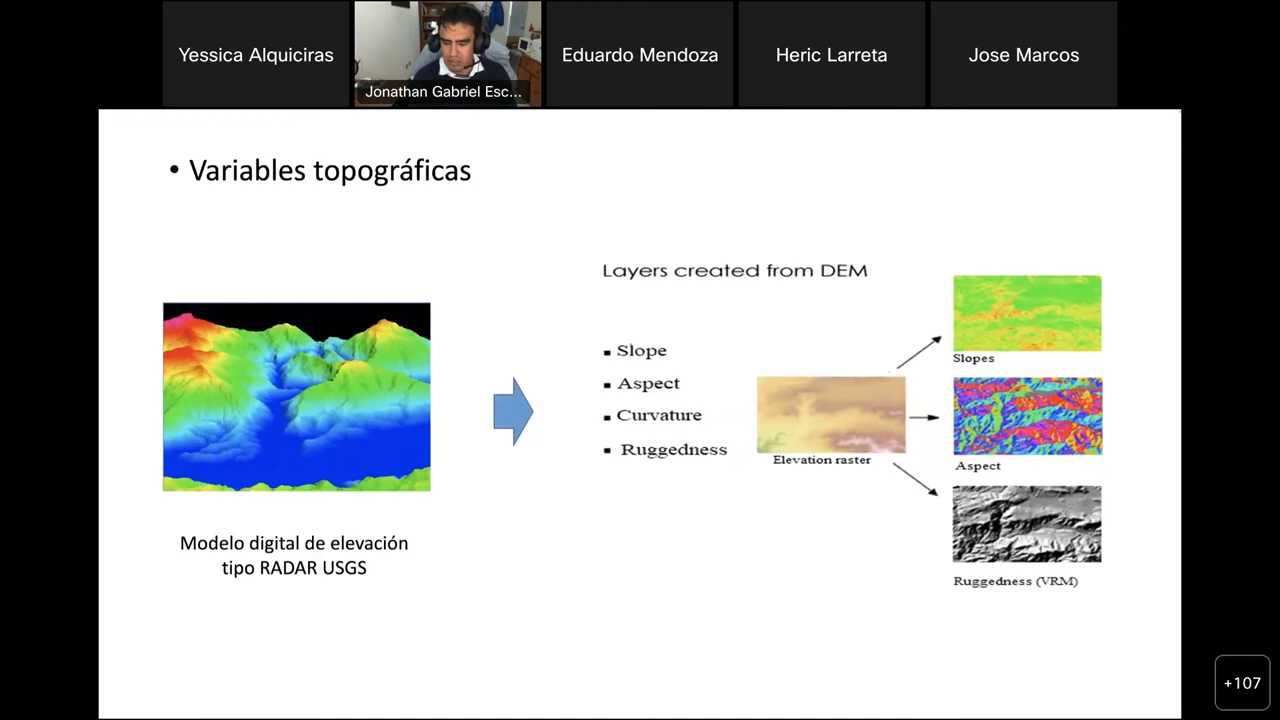 Yessica Alquiciras
Jonathan Gabriel Esc...
Eduardo Mendoza
Heric Larreta
Jose Marcos
• Variables topográficas
Layers created from DEM
▪ Slope
▪ Aspect
▪ Curvature
▪ Ruggedness
Elevation raster
Slopes
Aspect
Ruggedness (VRM)
Modelo digital de elevación
tipo RADAR USGS
+107